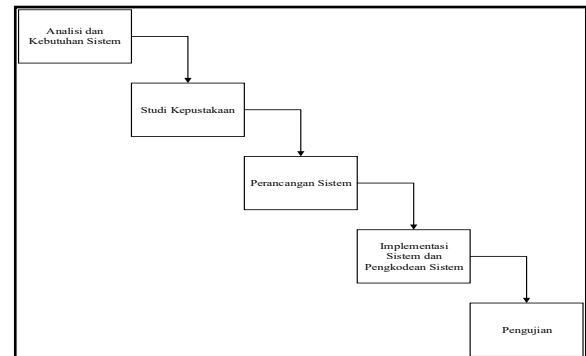 Analisi dan
Kebutuhan Sistem
Studi Kepustakaan
Perancangan Sistem
Implementasi
Sistem dan
Pengkodean Sistem
Pengujian